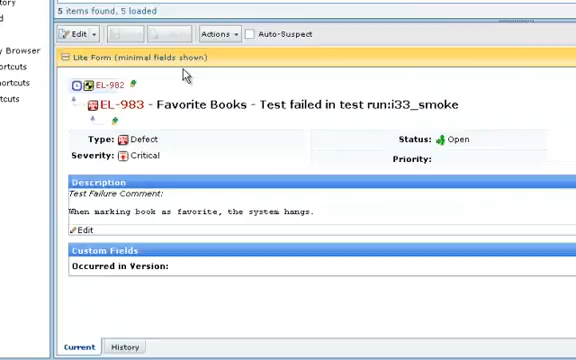 tory
5 items found, 5 loaded
Edit Actions Auto-Suspect
y Browser
Lite Form (minimal fields shown)
ortcuts
hortcuts
EL-982
rtcuts
EL-983 - Favorite Books - Test failed in test run:i33_smoke
Type: Defect Status: Open
Severity: Critical Priority:
Description
Test Failure Comment:
When marking book as favorite, the system hangs.
Edit
Custom Fields
Occurred in Version:
Current History